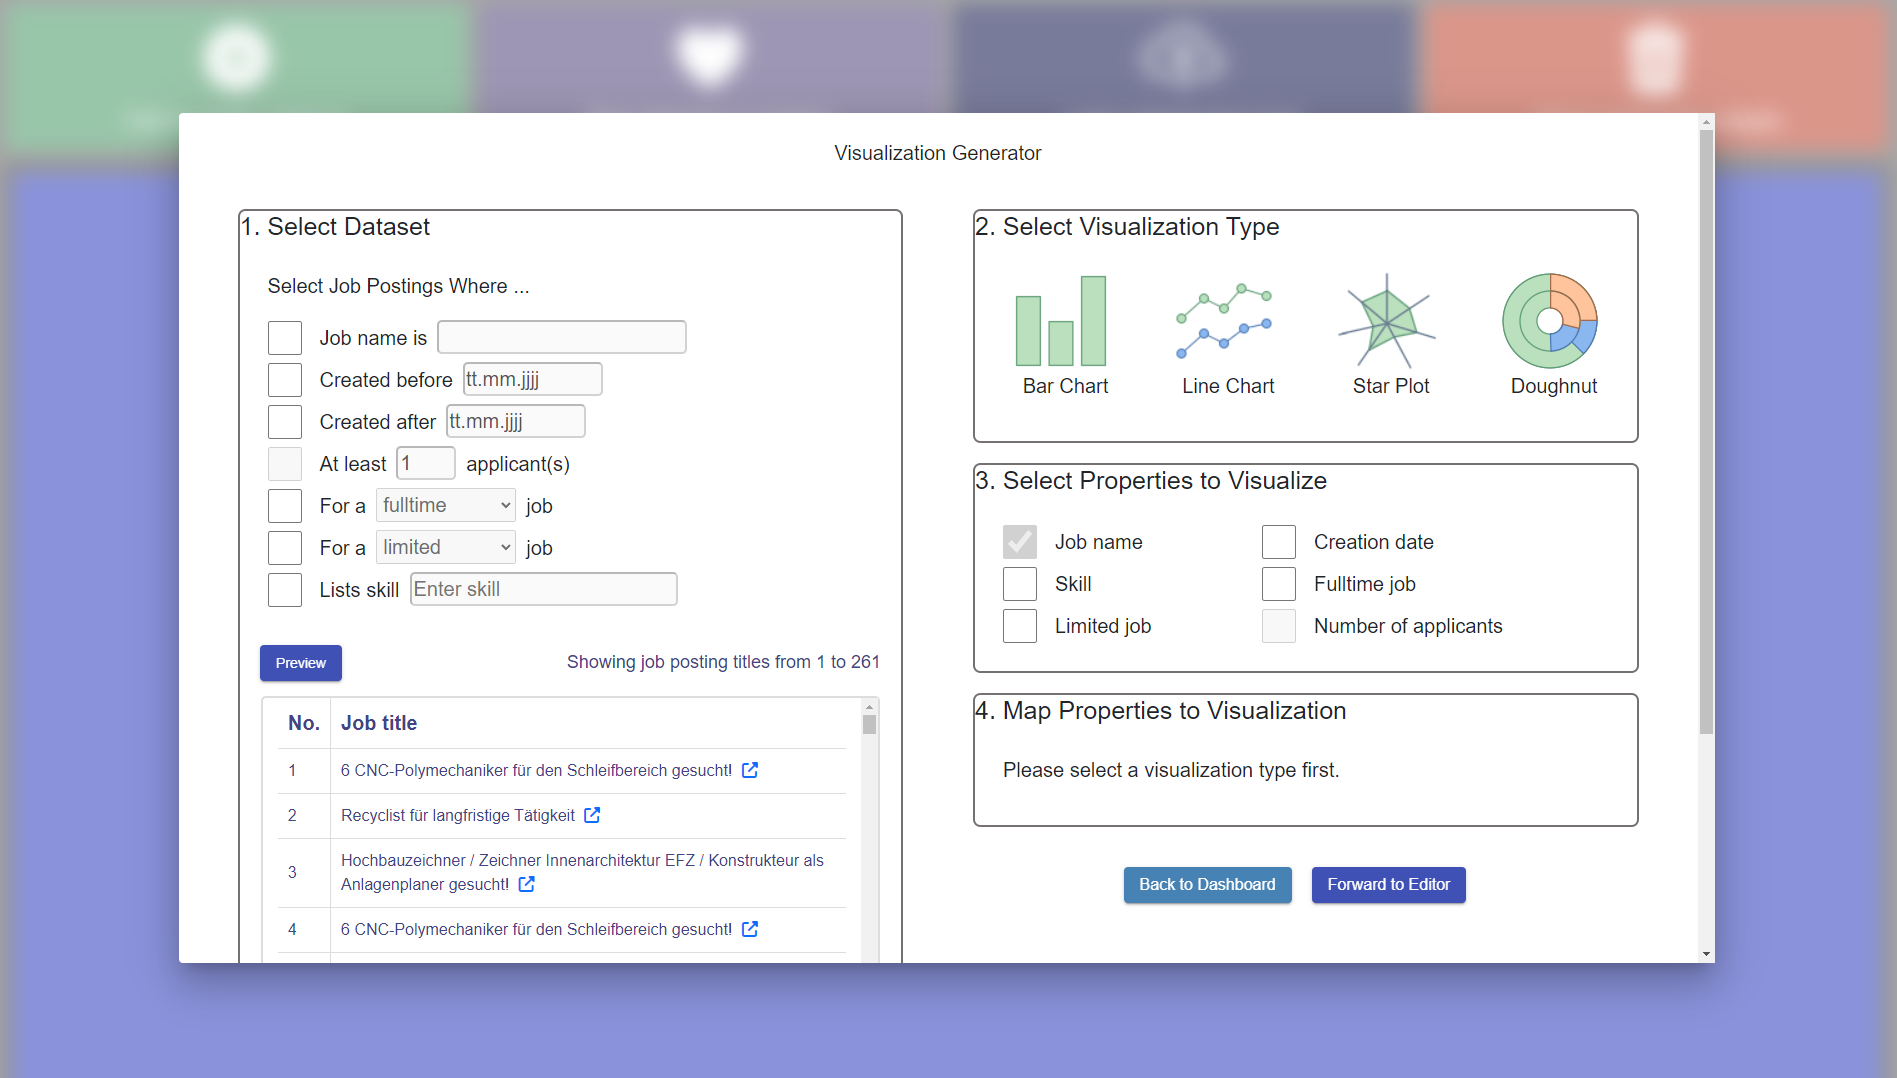 Visualization Generator
1. Select Dataset
Select Job Postings Where ...
Job name is
Created before tt.mm.jjjj
Created after tt.mm.jjjj
At least 1 applicant(s)
For a fulltime job
For a limited job
Lists skill Enter skill
Preview
Showing job posting titles from 1 to 261
No. Job title
1 6 CNC-Polymechaniker für den Schleifbereich gesucht!
2 Recyclist für langfristige Tätigkeit
3 Hochbauzeichner / Zeichner Innenarchitektur EFZ / Konstrukteur als
Anlagenplaner gesucht!
4 6 CNC-Polymechaniker für den Schleifbereich gesucht!
2. Select Visualization Type
Bar Chart Line Chart Star Plot Doughnut
3. Select Properties to Visualize
Job name Creation date
Skill Fulltime job
Limited job Number of applicants
4. Map Properties to Visualization
Please select a visualization type first.
Back to Dashboard Forward to Editor